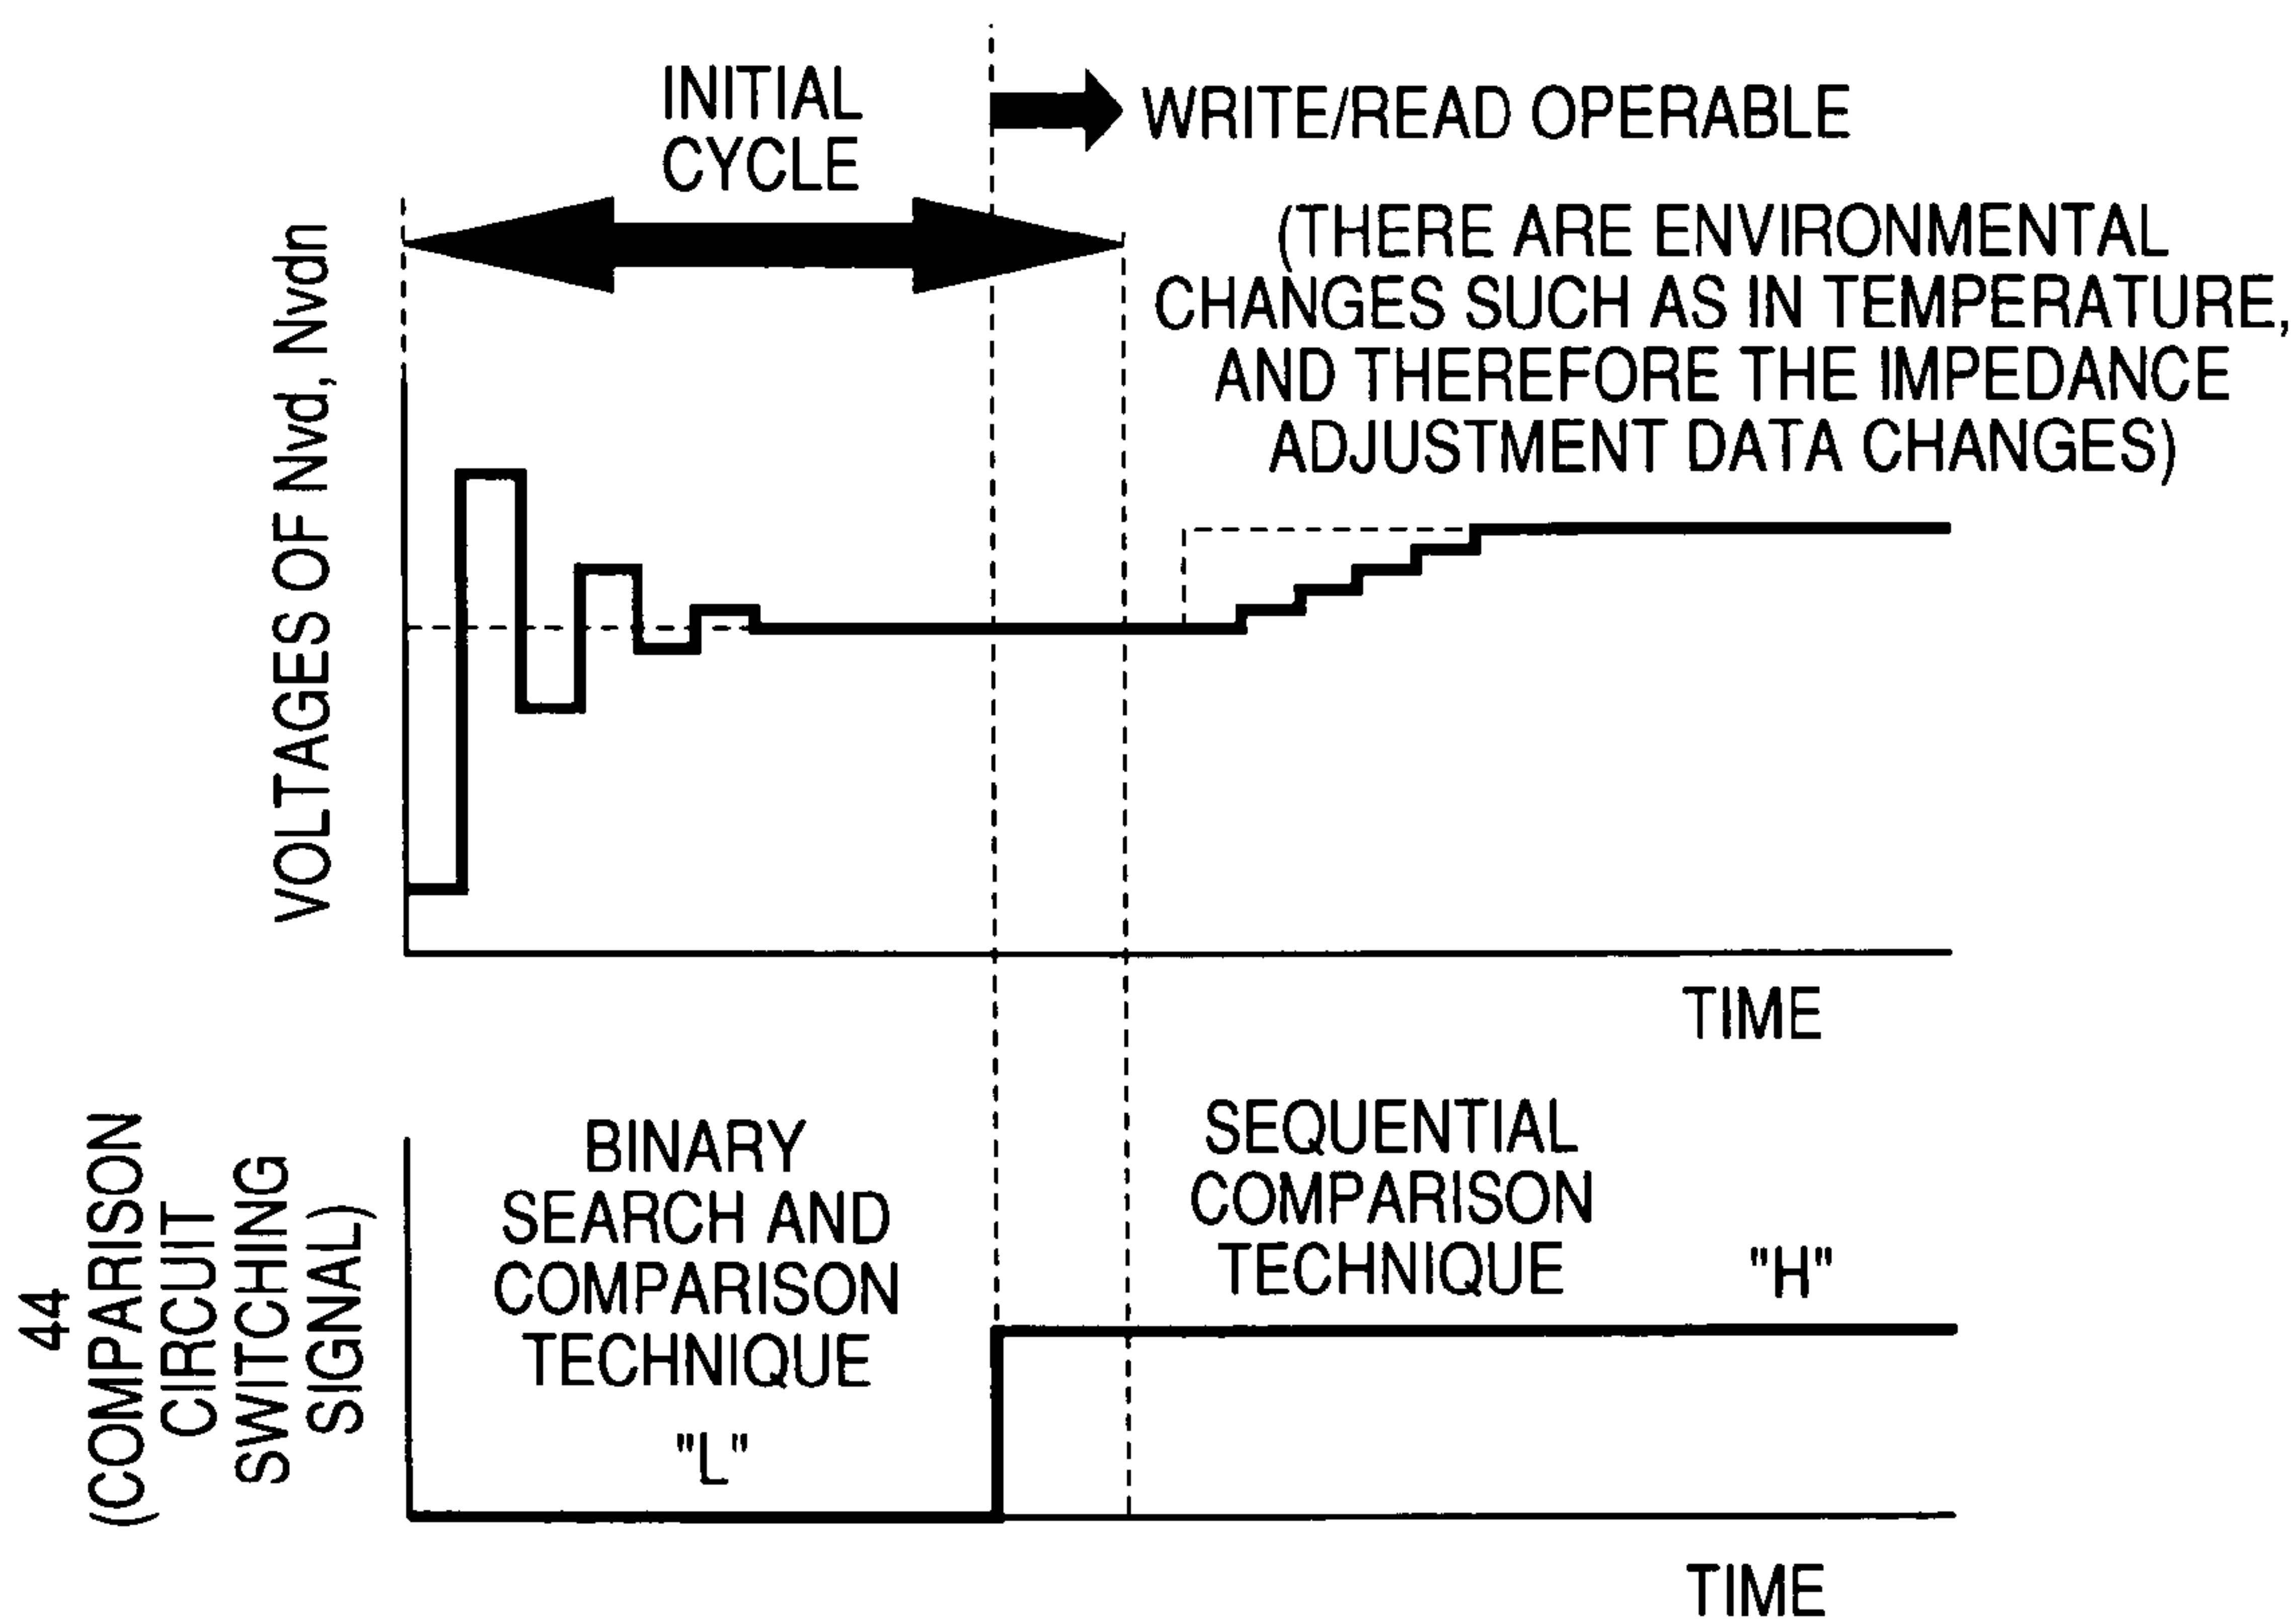 INITIAL
CYCLE
WRITE/READ OPERABLE
(THERE ARE ENVIRONMENTAL
CHANGES SUCH AS IN TEMPERATURE,
AND THEREFORE THE IMPEDANCE
ADJUSTMENT DATA CHANGES)
VOLTAGES OF Nvd, Nvdn
TIME
44
(COMPARISON
CIRCUIT
SWITCHING
SIGNAL)
BINARY
SEARCH AND
COMPARISON
TECHNIQUE
"L"
SEQUENTIAL
COMPARISON
TECHNIQUE
"H"
TIME